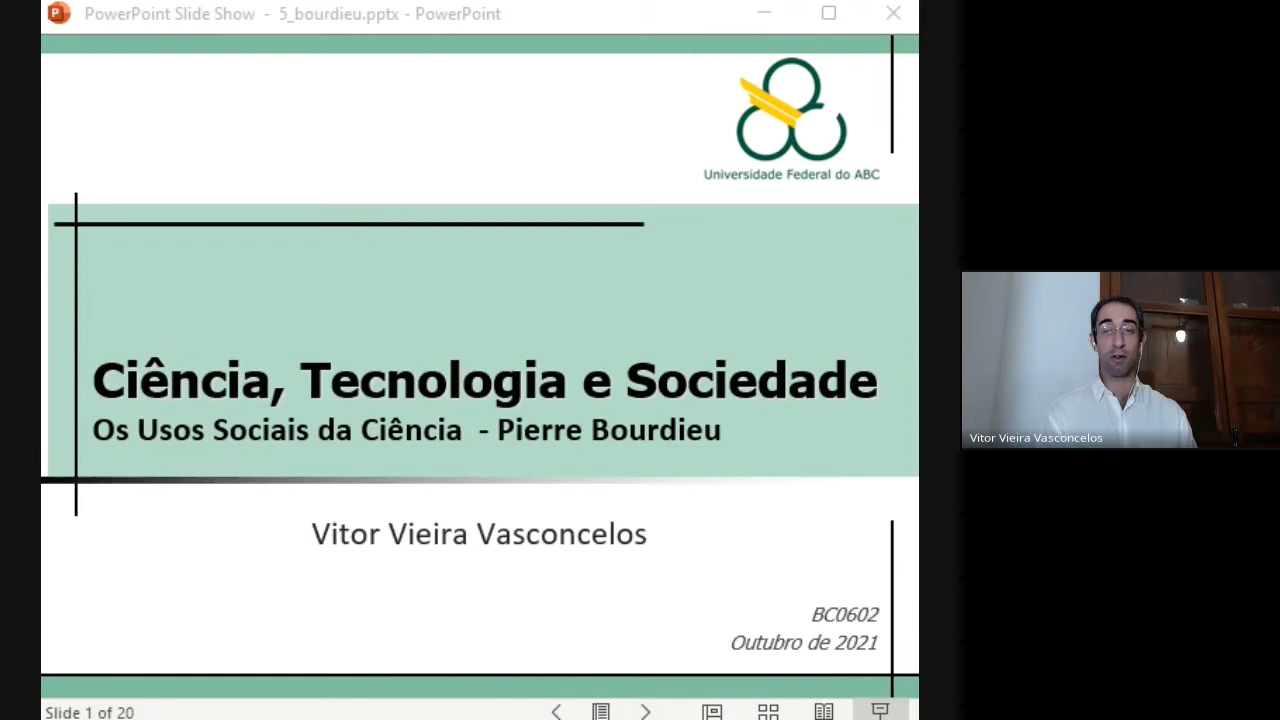 PowerPoint Slide Show - 5_bourdieu.pptx - PowerPoint
Universidade Federal do ABC
Ciência, Tecnologia e Sociedade
Os Usos Sociais da Ciência - Pierre Bourdieu
Vitor Vieira Vasconcelos
BC0602
Outubro de 2021
Slide 1 of 20
Vitor Vieira Vasconcelos